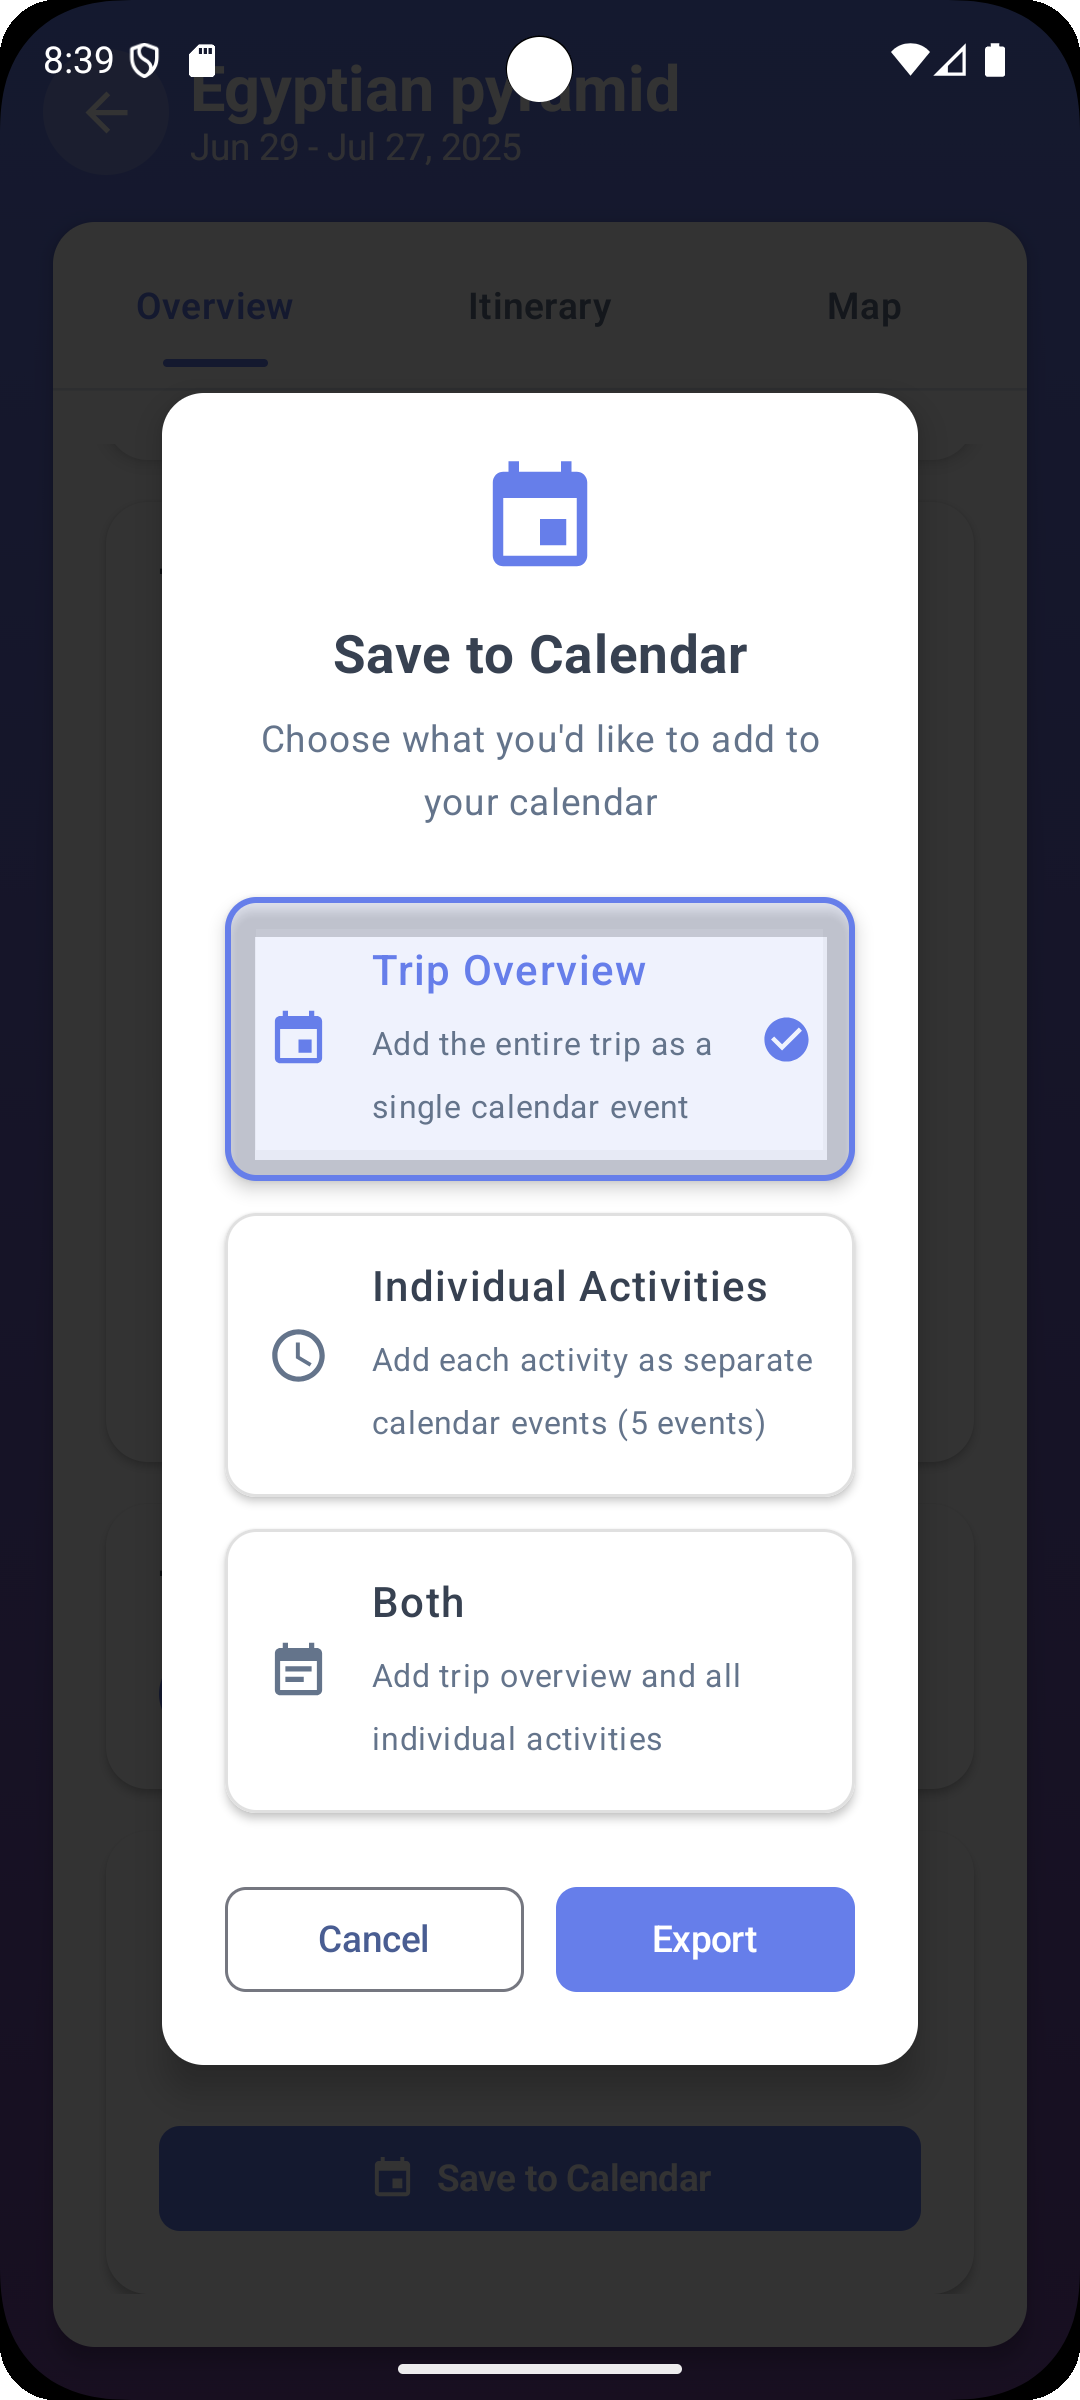 8:39
Egyptian pyramid
Jun 29 - Jul 27, 2025
Overview
Itinerary
Map
Save to Calendar
Choose what you'd like to add to
your calendar
Trip Overview
Add the entire trip as a
single calendar event
Individual Activities
Add each activity as separate
calendar events (5 events)
Both
Add trip overview and all
individual activities
Cancel
Export
Save to Calendar